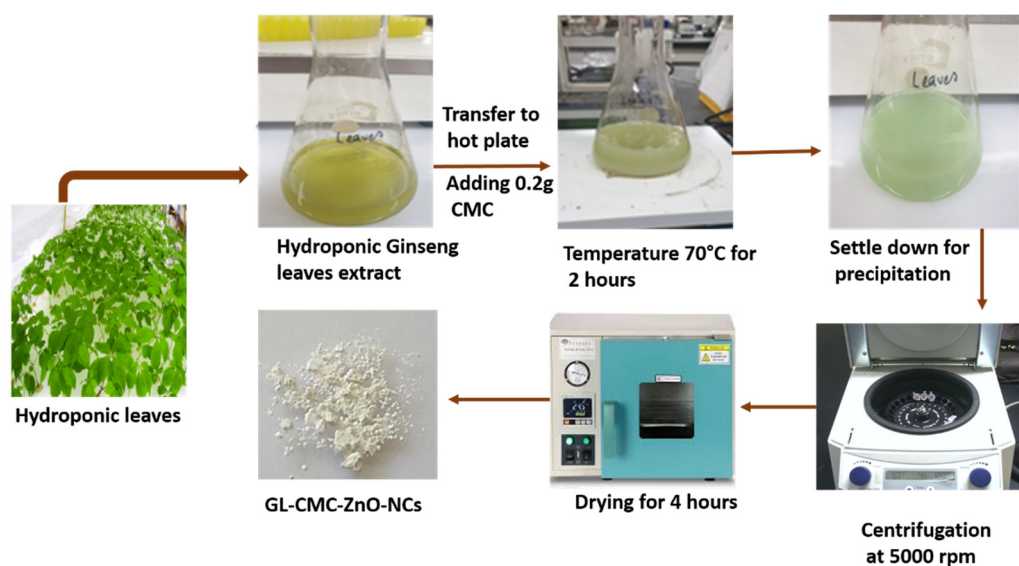 Hydroponic leaves
Leaves
Hydroponic Ginseng
leaves extract
Transfer to
hot plate
Adding 0.2g
CMC
Temperature 70°C for
2 hours
Leaves
Settle down for
precipitation
Centrifugation
at 5000 rpm
Drying for 4 hours
GL-CMC-ZnO-NCs